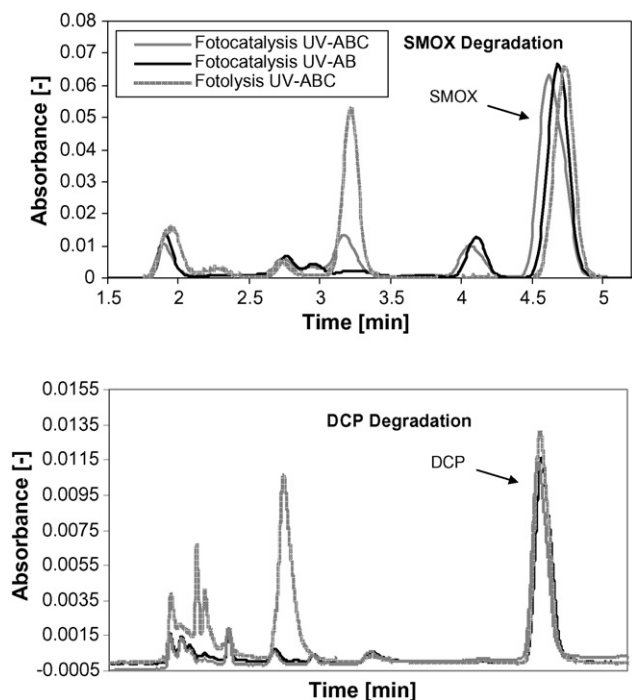 0.08
0.07
0.06
0.05
0.04
0.03
0.02
0.01
0
Absorbance [-]
Fotocatalysis UV-ABC
Fotocatalysis UV-AB
Fotolysis UV-ABC
SMOX Degradation
SMOX
1.5 2 2.5 3 3.5 4 4.5 5
Time [min]
0.0155
0.0135
0.0115
0.0095
0.0075
0.0055
0.0035
0.0015
-0.0005
Absorbance [-]
DCP Degradation
DCP
Time [min]